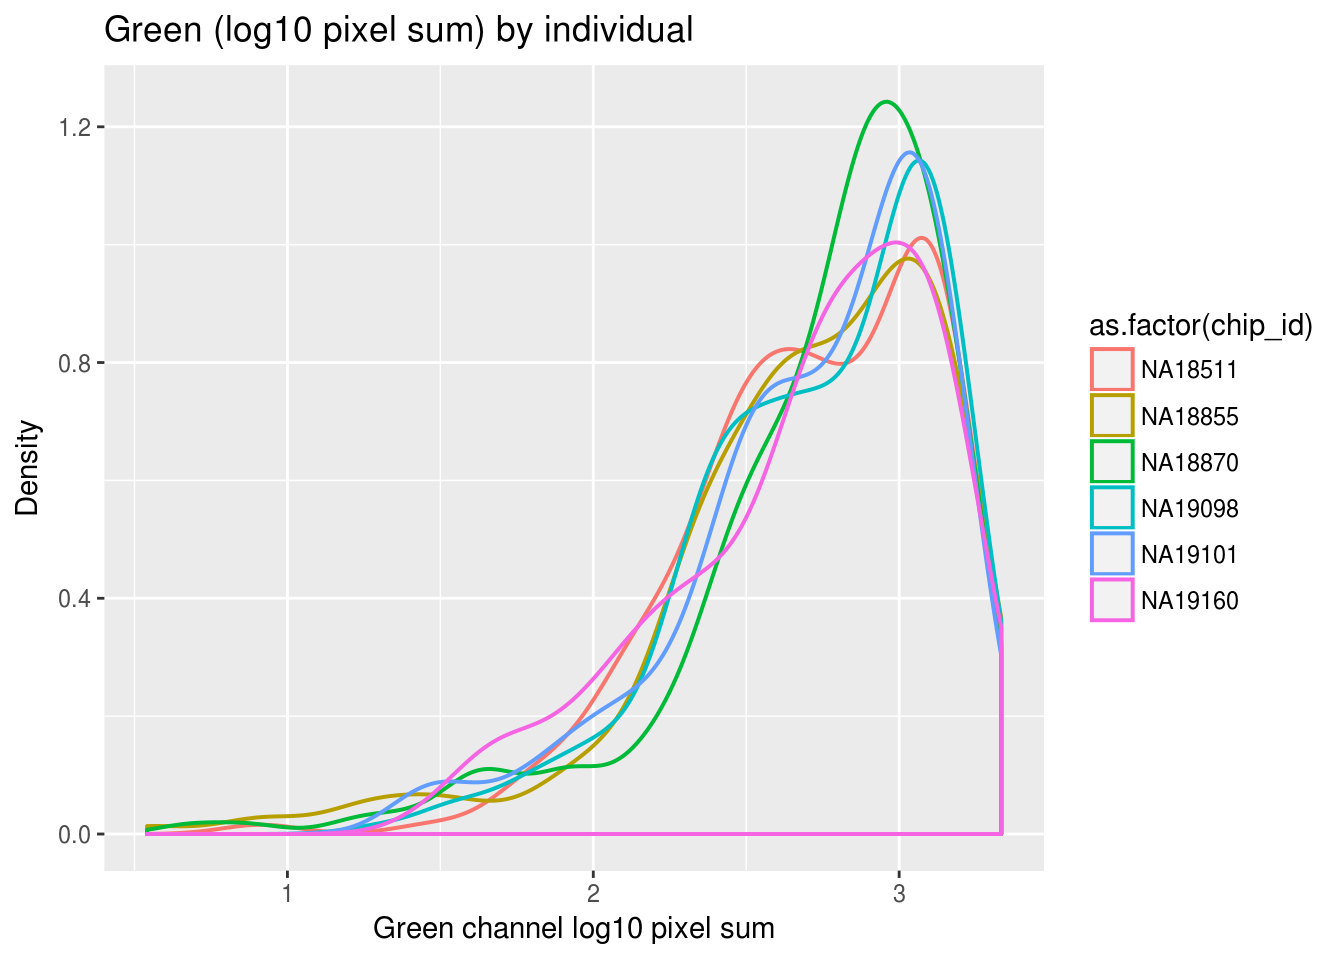 Green (log10 pixel sum) by individual
1.2
0.8
0.4
0.0
Density
1
2
3
Green channel log10 pixel sum
as.factor(chip_id)
NA18511
NA18855
NA18870
NA19098
NA19101
NA19160